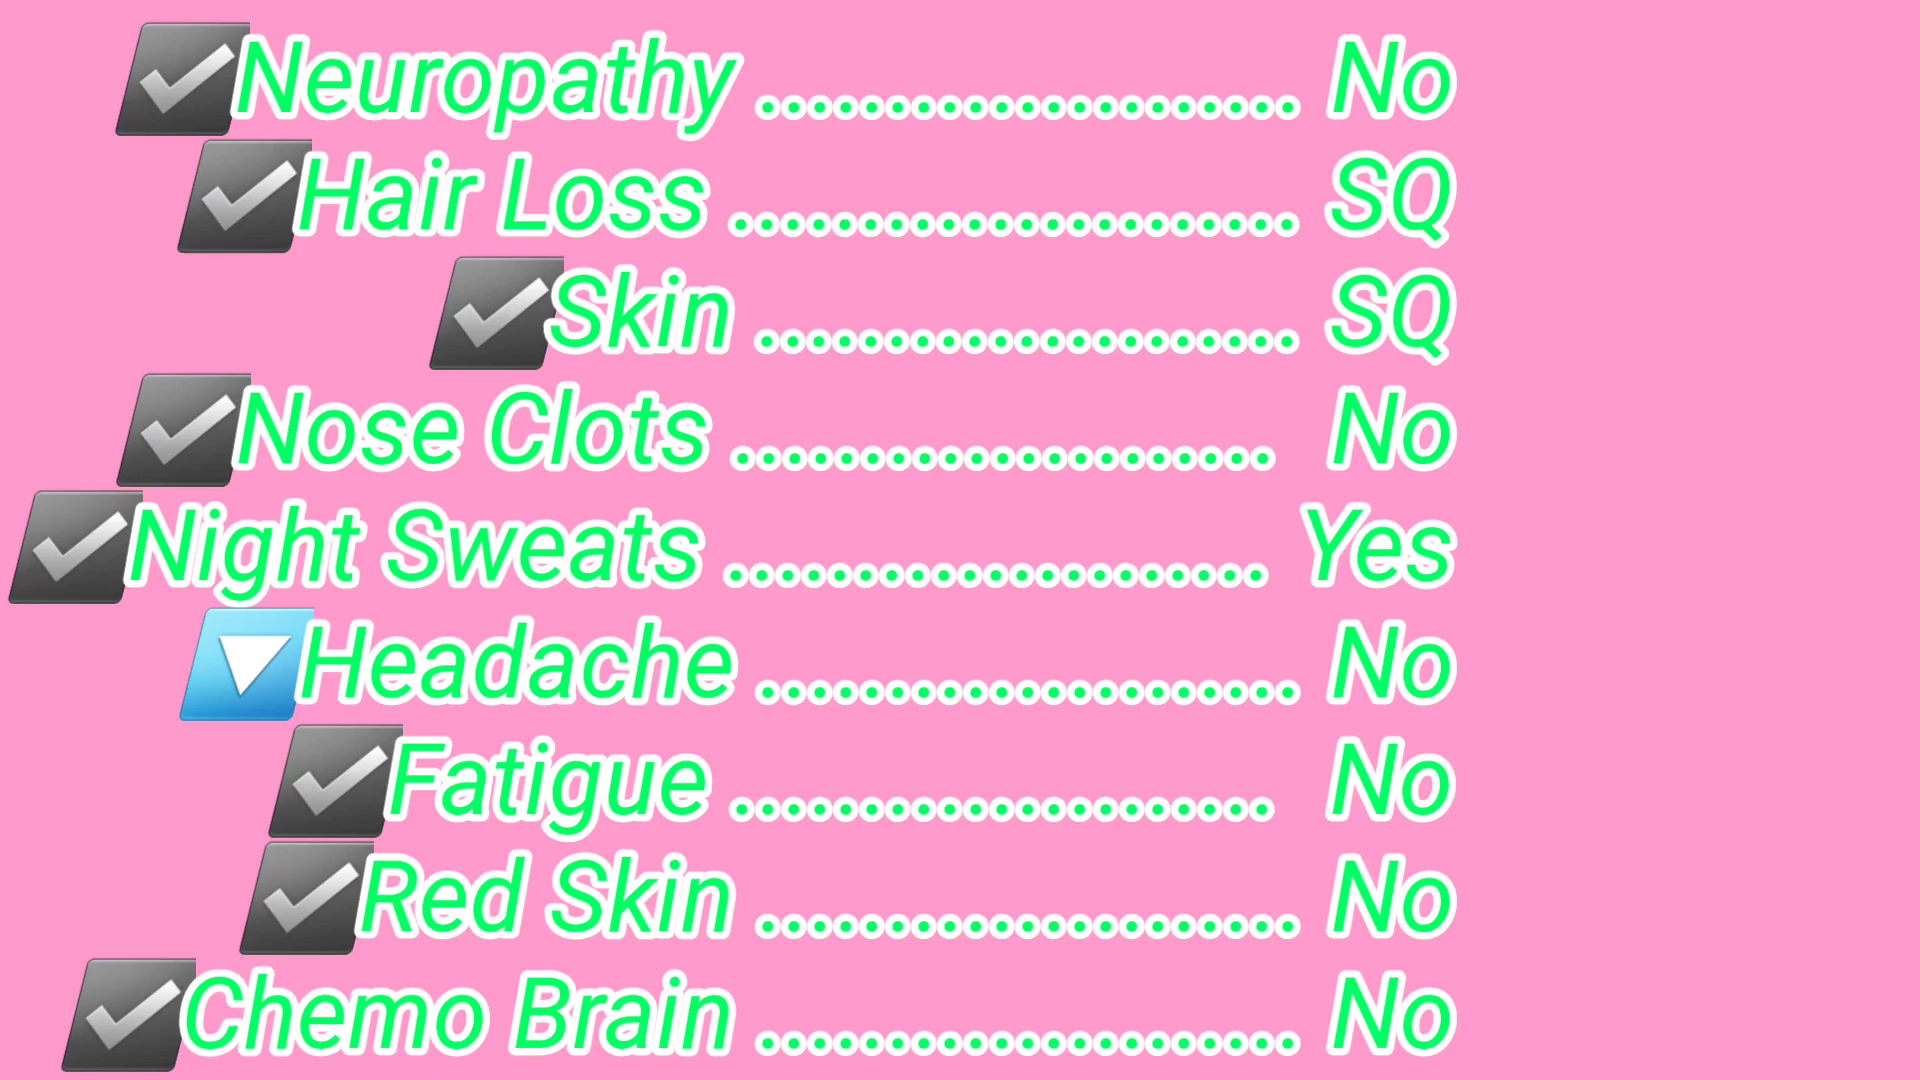 ☑Neuropathy ..................... No
☑Hair Loss ...................... SQ
☑Skin ..................... SQ
☑Nose Clots ..................... No
☑Night Sweats ..................... Yes
🔽Headache ..................... No
☑Fatigue ..................... No
☑Red Skin ..................... No
☑Chemo Brain ..................... No